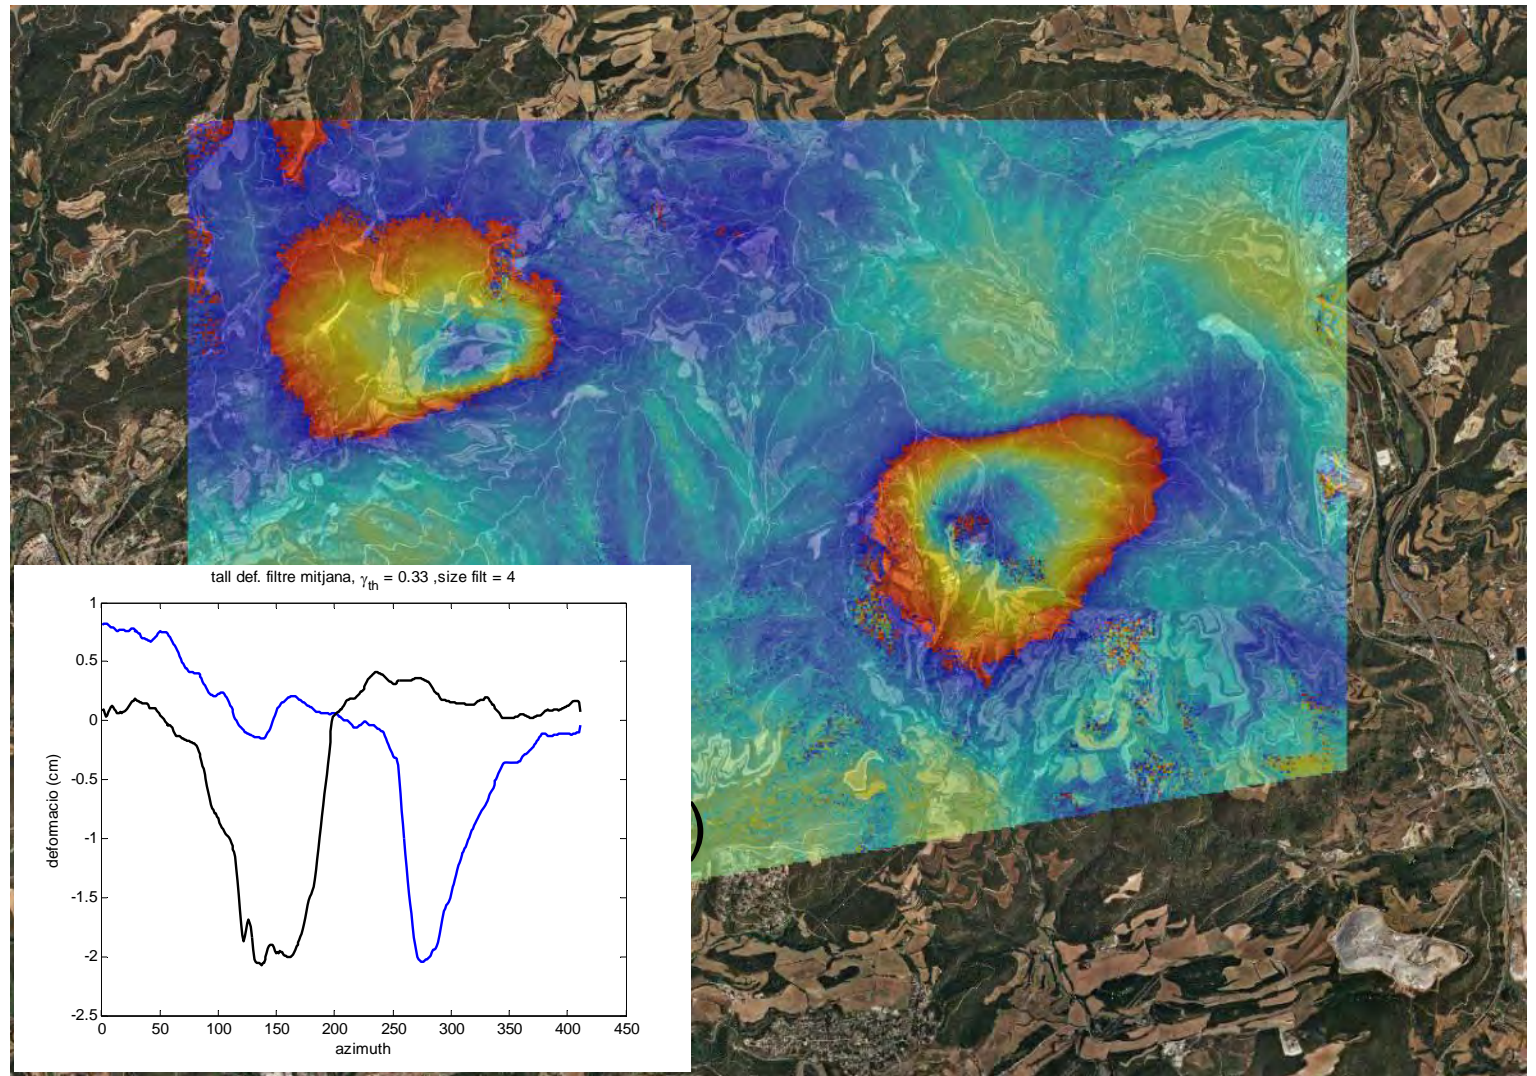 tall def. filtre mitjana, γth = 0.33 ,size filt = 4
1
0.5
0
-0.5
-1
-1.5
-2
-2.5
deformacio (cm)
0 50 100 150 200 250 300 350 400 450
azimuth
)